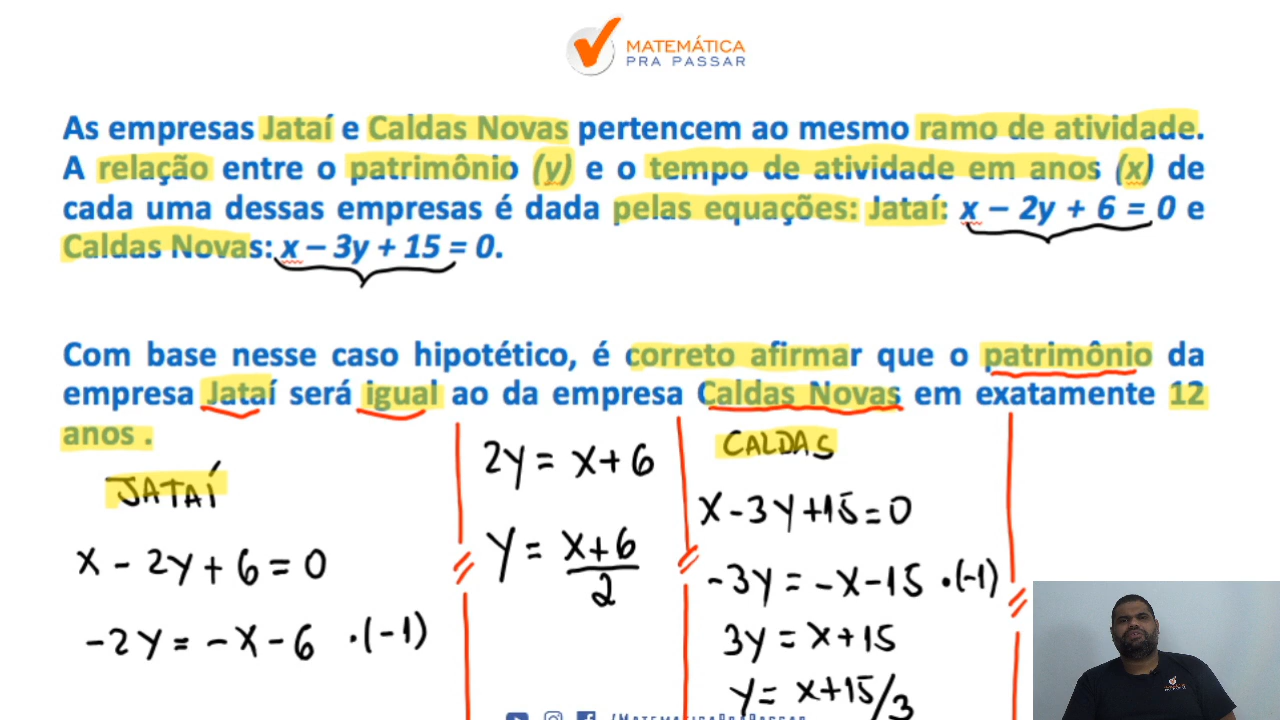 MATEMÁTICA
PRA PASSAR
As empresas Jataí e Caldas Novas pertencem ao mesmo ramo de atividade.
A relação entre o patrimônio (y) e o tempo de atividade em anos (x) de
cada uma dessas empresas é dada pelas equações: Jataí: x – 2y + 6 = 0 e
Caldas Novas: x – 3y + 15 = 0.
Com base nesse caso hipotético, é correto afirmar que o patrimônio da
empresa Jataí será igual ao da empresa Caldas Novas em exatamente 12
anos .
JATAÍ
x - 2y + 6 = 0
-2y = -x - 6 .(-1)
2y = x + 6
y = x+6
2
CALDAS
x - 3y + 15 = 0
-3y = -x - 15 .(-1)
3y = x + 15
y = x+15/3
/MATEMATICAPRAPASSAR